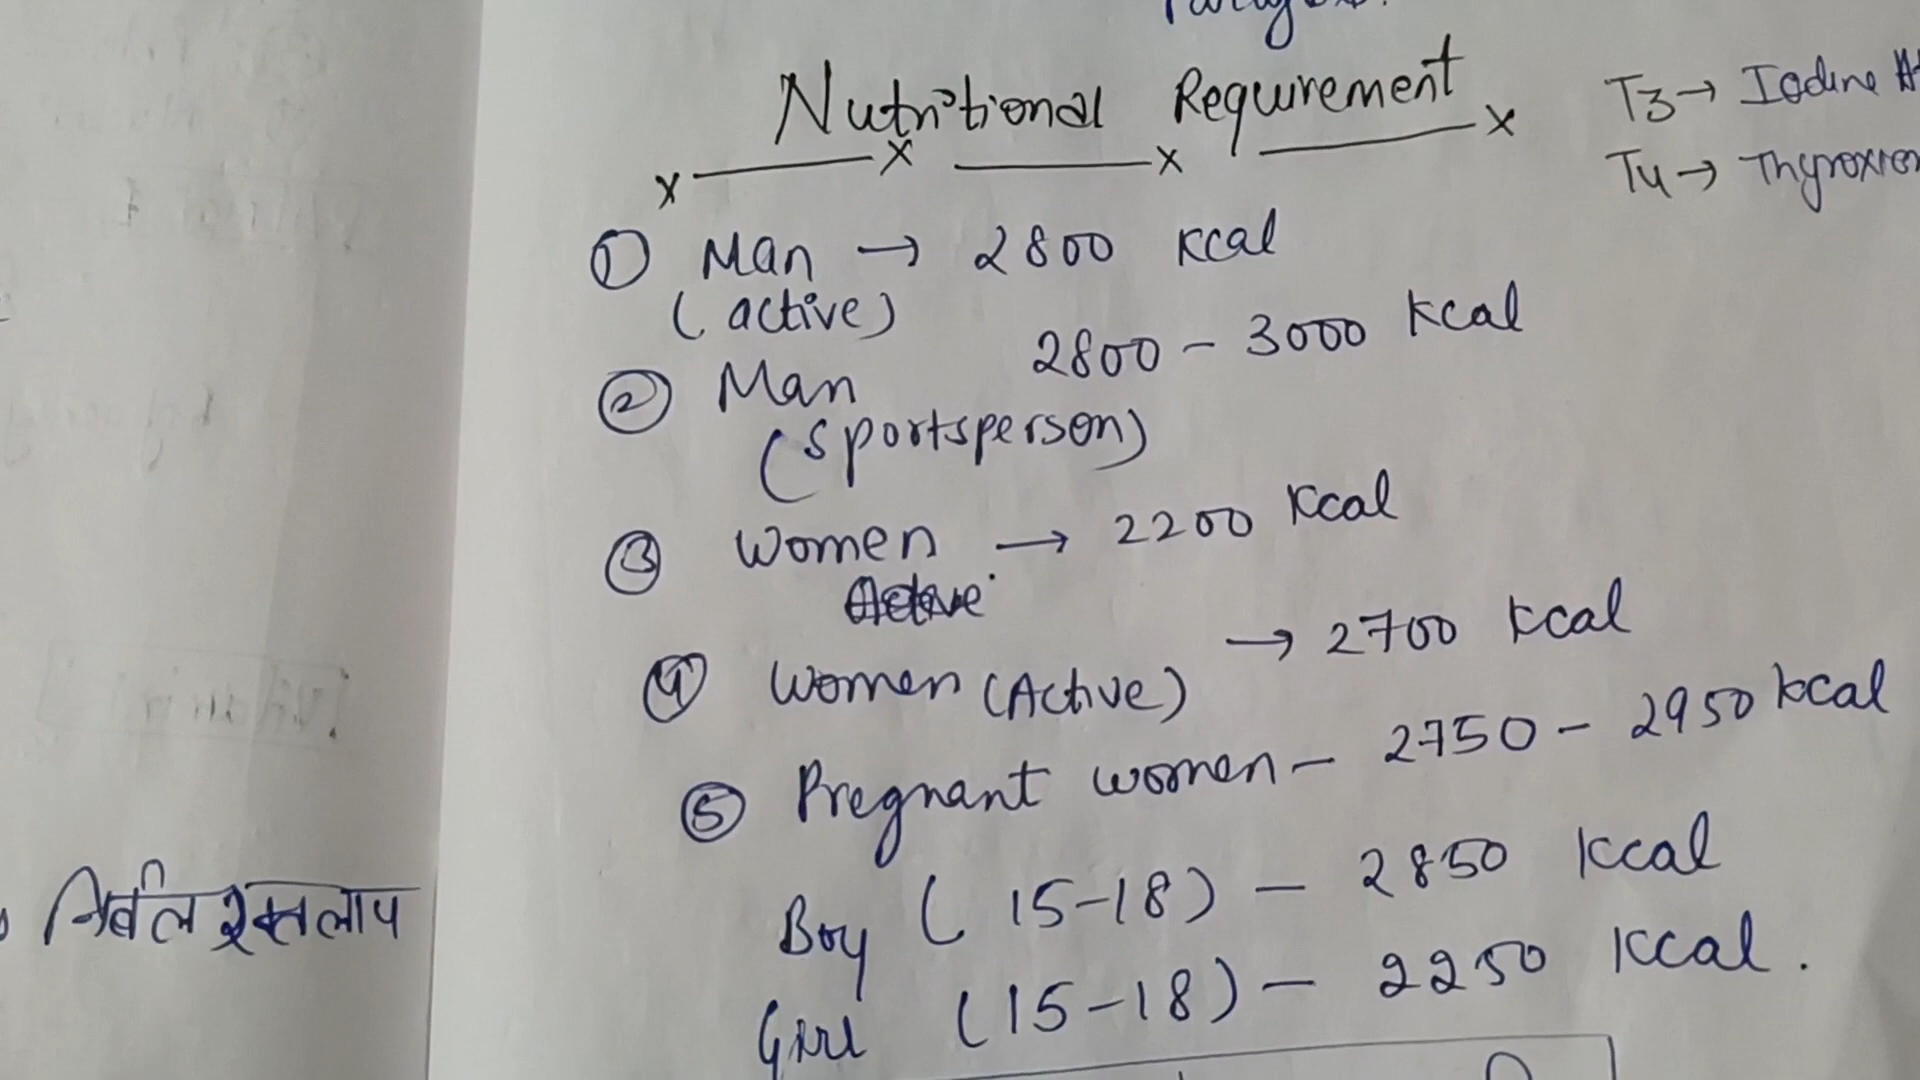 Nutritional Requirement
T3 → Iodine
T4 →
① Man → 2800 Kcal
(active)
② Man 2800 - 3000 Kcal
(Sportsperson)
③ Women → 2200 Kcal
④ Women (Active) → 2700 Kcal
⑤ Pregnant women - 2750 - 2950 kcal
Boy (15-18) - 2850 kcal
Girl (15-18) - 2250 Kcal.